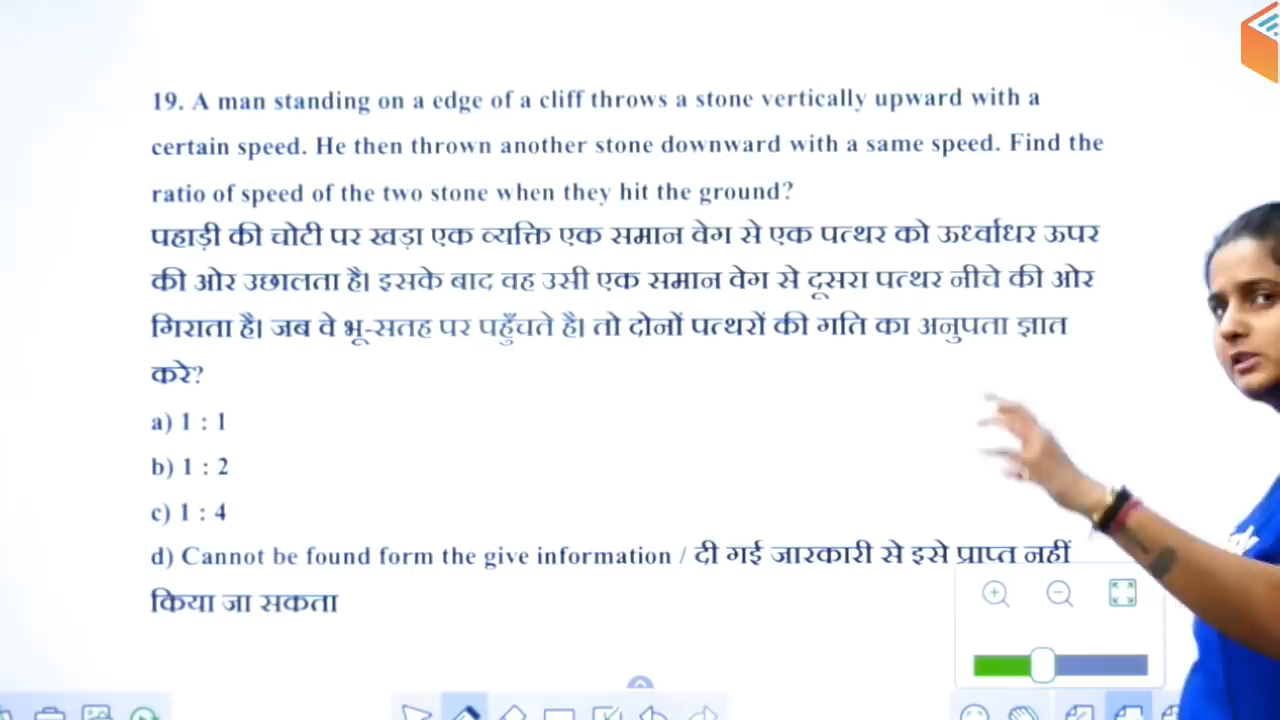 19. A man standing on a edge of a cliff throws a stone vertically upward with a
certain speed. He then thrown another stone downward with a same speed. Find the
ratio of speed of the two stone when they hit the ground?
पहाड़ी की चोटी पर खड़ा एक व्यक्ति एक समान वेग से एक पत्थर को ऊर्ध्वाधर ऊपर
की ओर उछालता है। इसके बाद वह उसी एक समान वेग से दूसरा पत्थर नीचे की ओर
गिराता है। जब वे भू-सतह पर पहुँचते है। तो दोनों पत्थरों की गति का अनुपता ज्ञात
करे?
a) 1 : 1
b) 1 : 2
c) 1 : 4
d) Cannot be found form the give information / दी गई जारकारी से इसे प्राप्त नहीं
किया जा सकता